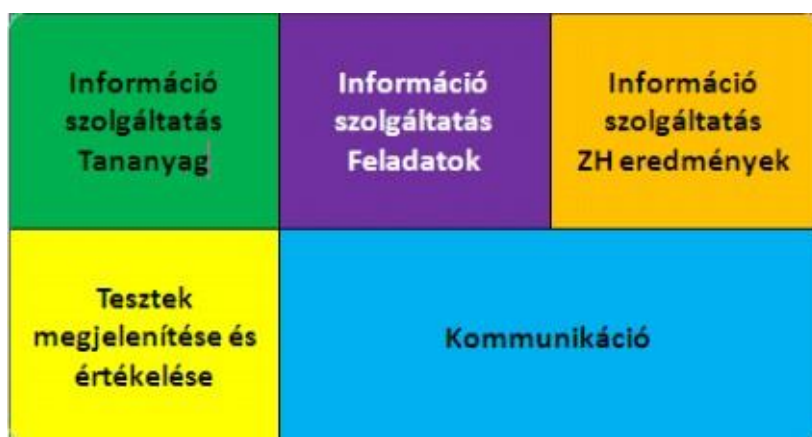 Információ
szolgáltatás
Tananyag
Információ
szolgáltatás
Feladatok
Információ
szolgáltatás
ZH eredmények
Tesztek
megjelenítése és
értékelése
Kommunikáció